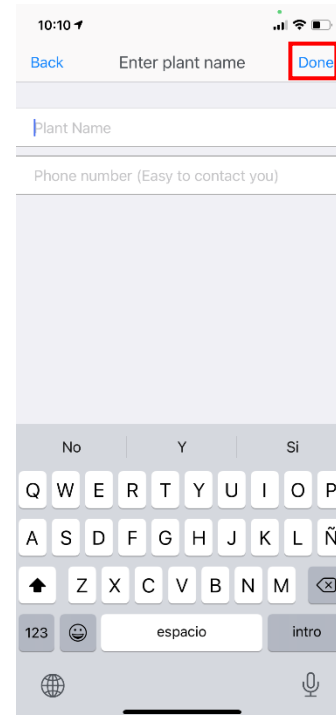 10:10
Back Enter plant name Done
Plant Name
Phone number (Easy to contact you)
No Y Si
Q W E R T Y U I O P
A S D F G H J K L Ñ
Z X C V B N M
123 espacio intro